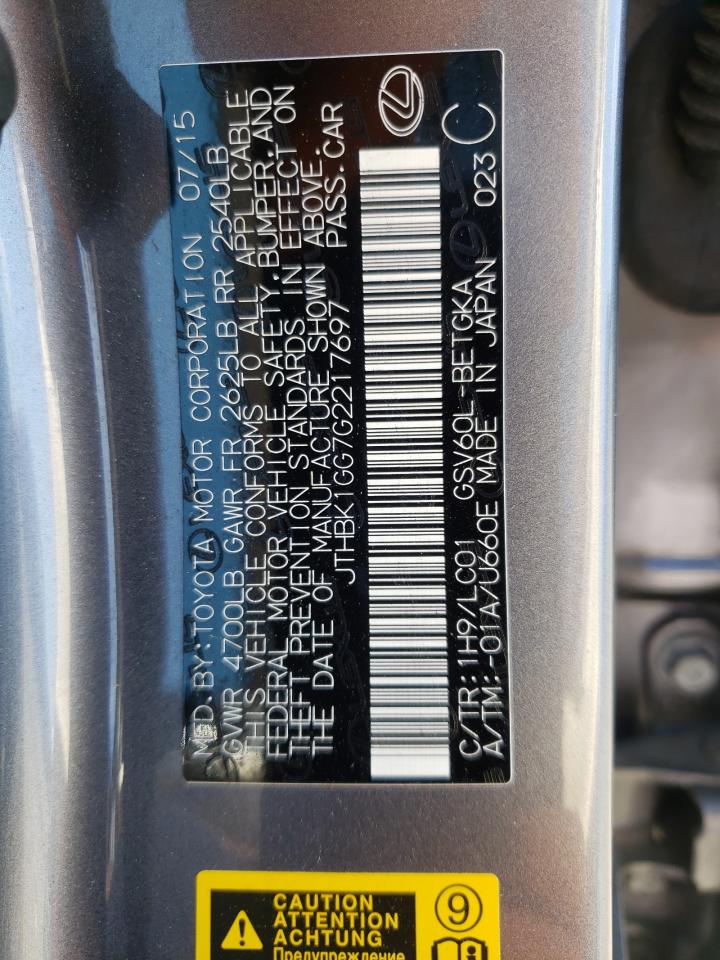 MFD.BY:TOYOTA MOTOR CORPORATION 07/15
GVWR 4700LB GAWR FR 2625LB RR 2540LB
THIS VEHICLE CONFORMS TO ALL APPLICABLE
FEDERAL MOTOR VEHICLE SAFETY,BUMPER,AND
THEFT PREVENTION STANDARDS IN EFFECT ON
THE DATE OF MANUFACTURE SHOWN ABOVE.
JTHBK1GG7G2217697 PASS.CAR
C/TR:1H9/LC01 GSV60L-BETGKA
A/TM:-01A/U660E MADE IN JAPAN 023 C
CAUTION
ATTENTION
ACHTUNG
Предупреждение
9